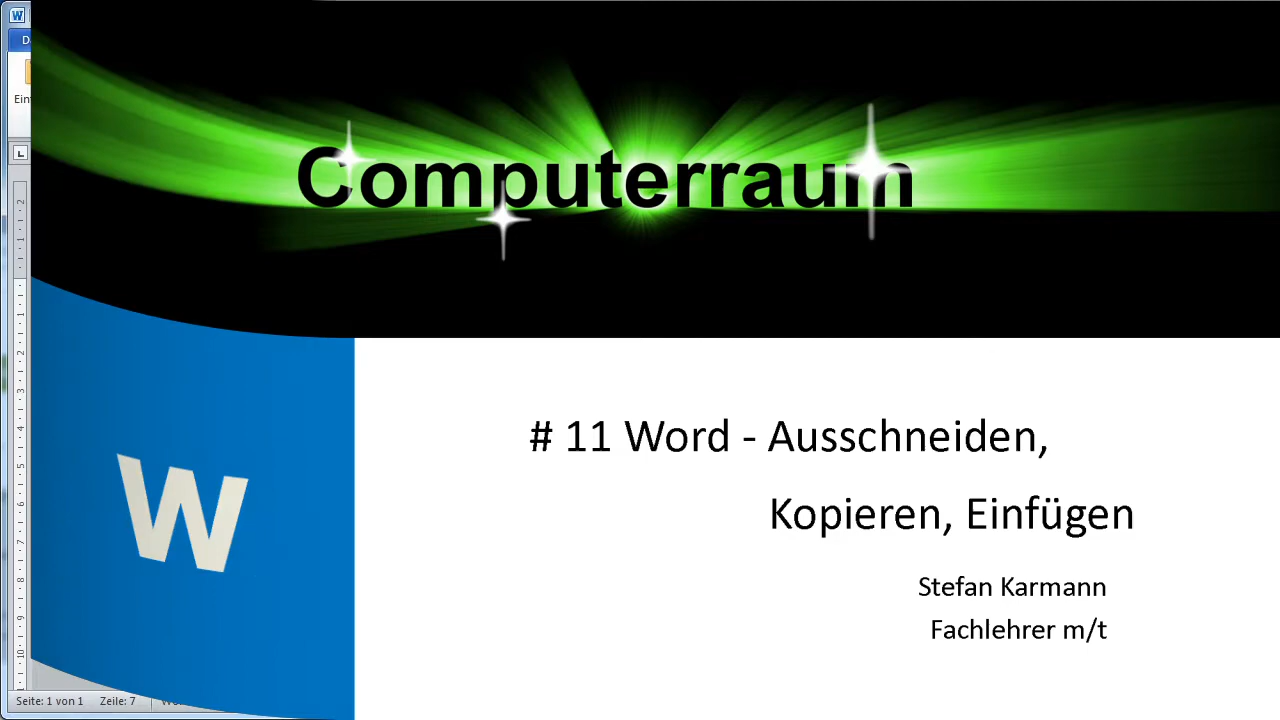 Computerraum
W
# 11 Word - Ausschneiden,
Kopieren, Einfügen
Stefan Karmann
Fachlehrer m/t
Seite: 1 von 1 Zeile: 7